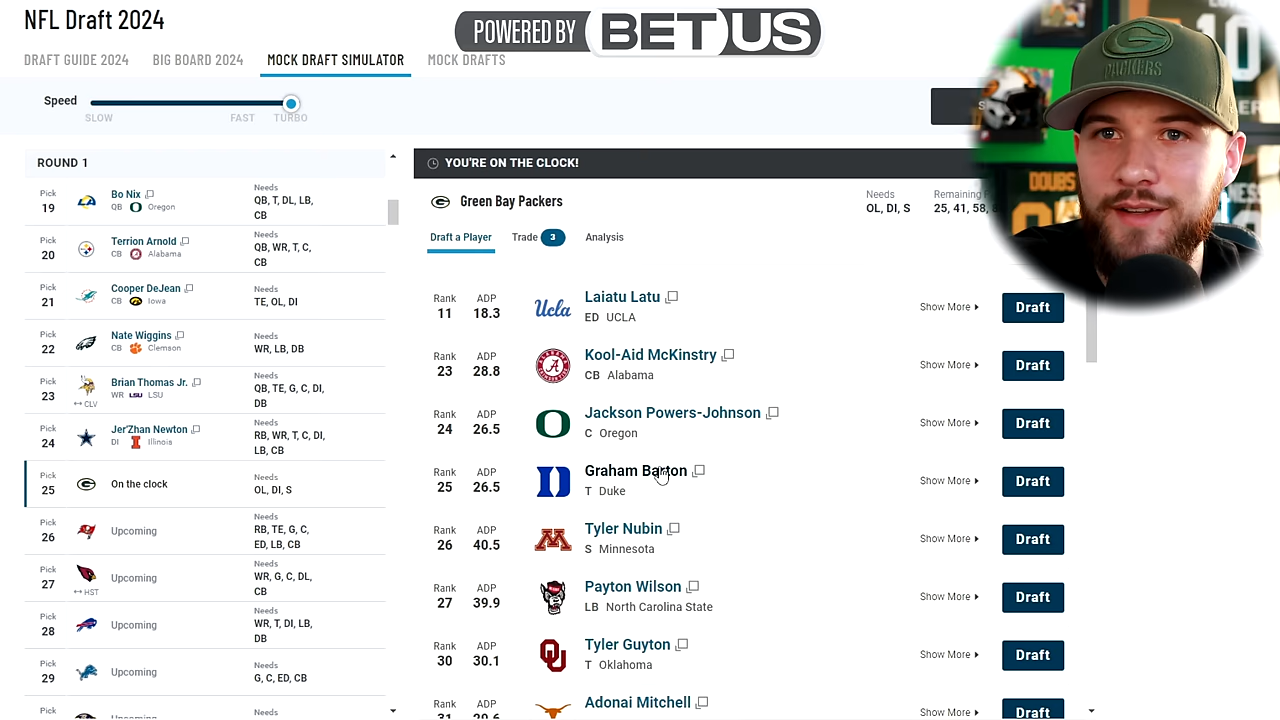 NFL Draft 2024
POWERED BY BETUS
DRAFT GUIDE 2024 BIG BOARD 2024 MOCK DRAFT SIMULATOR MOCK DRAFTS
Speed
SLOW FAST TURBO
ROUND 1
Pick 19
Bo Nix
QB Oregon
Needs
QB, T, DL, LB,
CB
Pick 20
Terrion Arnold
CB Alabama
Needs
QB, WR, T, C,
CB
Pick 21
Cooper DeJean
CB Iowa
Needs
TE, OL, DI
Pick 22
Nate Wiggins
CB Clemson
Needs
WR, LB, DB
Pick 23
CLV
Brian Thomas Jr.
WR LSU LSU
Needs
QB, TE, G, C, DI,
DB
Pick 24
Jer'Zhan Newton
DI Illinois
Needs
RB, WR, T, C, DI,
LB, CB
Pick 25
On the clock
Needs
OL, DI, S
Pick 26
Upcoming
Needs
RB, TE, G, C,
ED, LB, CB
Pick 27
HST
Upcoming
Needs
WR, G, C, DL,
CB
Pick 28
Upcoming
Needs
WR, T, DI, LB,
DB
Pick 29
Upcoming
Needs
G, C, ED, CB
Needs
YOU'RE ON THE CLOCK!
Green Bay Packers
Needs
OL, DI, S
Remaining
25, 41, 58,
Draft a Player Trade 3 Analysis
Rank 11 ADP 18.3
Laiatu Latu
Ucla
ED UCLA
Show More Draft
Rank 23 ADP 28.8
Kool-Aid McKinstry
CB Alabama
Show More Draft
Rank 24 ADP 26.5
Jackson Powers-Johnson
C Oregon
Show More Draft
Rank 25 ADP 26.5
Graham Barton
T Duke
Show More Draft
Rank 26 ADP 40.5
Tyler Nubin
S Minnesota
Show More Draft
Rank 27 ADP 39.9
Payton Wilson
LB North Carolina State
Show More Draft
Rank 30 ADP 30.1
Tyler Guyton
T Oklahoma
Show More Draft
Rank ADP
Adonai Mitchell
Show More Draft
PACKERS
DOUBS